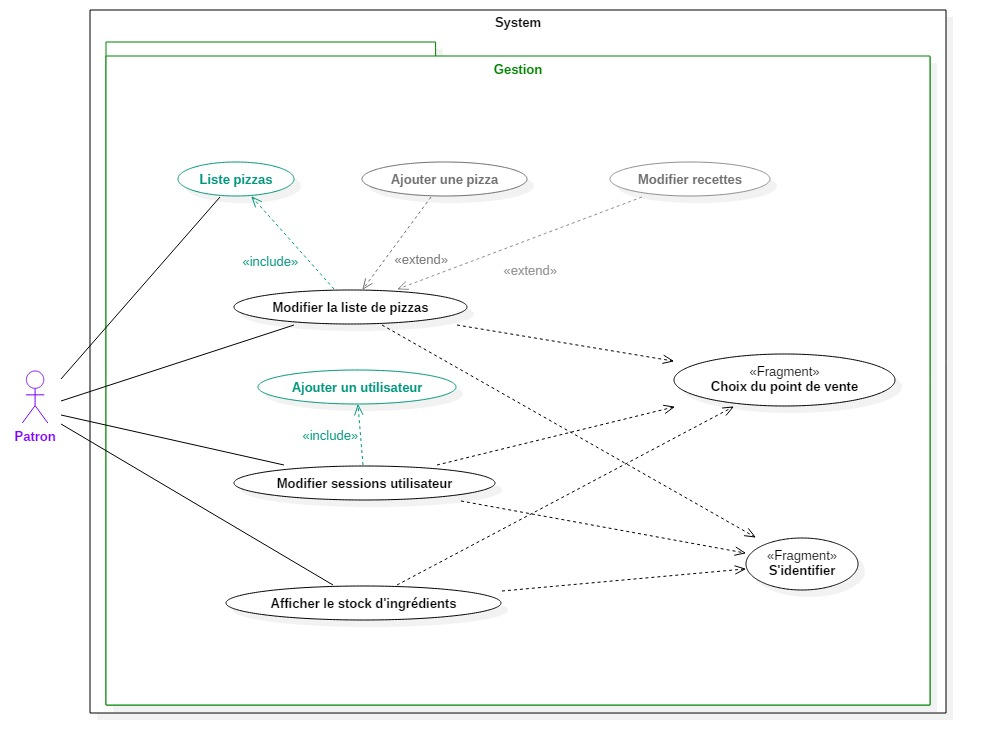 System
Gestion
Liste pizzas
Ajouter une pizza
Modifier recettes
«include»
«extend»
«extend»
Modifier la liste de pizzas
«Fragment»
Choix du point de vente
Ajouter un utilisateur
Patron
«include»
Modifier sessions utilisateur
«Fragment»
S'identifier
Afficher le stock d'ingrédients